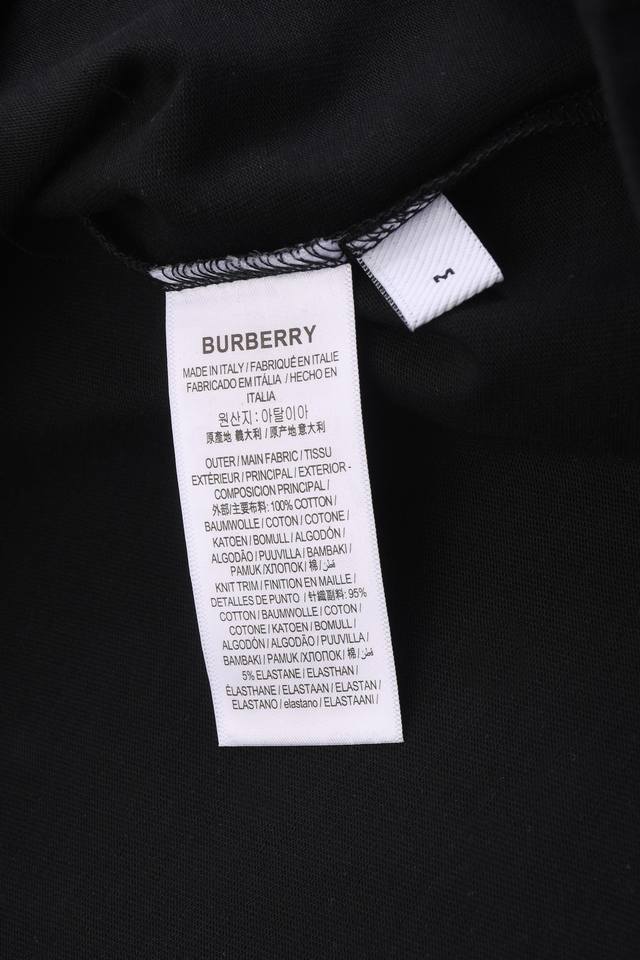 BURBERRY
MADE IN ITALY / FABRIQUÉ EN ITALIE
FABRICADO EM ITÁLIA / HECHO EN
ITALIA
원산지 : 아탈이아
原產地 義大利 / 原产地 意大利
OUTER / MAIN FABRIC / TISSU
EXTÉRIEUR / PRINCIPAL / EXTERIOR -
COMPOSICIÓN PRINCIPAL /
外部/主要布料: 100% COTTON /
BAUMWOLLE / COTON / COTONE /
KATOEN / BOMULL / ALGODÓN /
ALGODÃO / PUUVILLA / BAMBAKI /
PAMUK /ХЛОПОК/ 棉 / قطن
KNIT TRIM / FINITION EN MAILLE /
DETALLES DE PUNTO / 针織副料: 95%
COTTON / BAUMWOLLE / COTON /
COTONE / KATOEN / BOMULL /
ALGODÓN / ALGODÃO / PUUVILLA /
BAMBAKI / PAMUK /ХЛОПОК/ 棉 / قطن
5% ELASTANE / ELASTHAN /
ÉLASTHANE / ELASTAAN / ELASTAN /
ELASTANO / elastano / ELASTAANI /
M